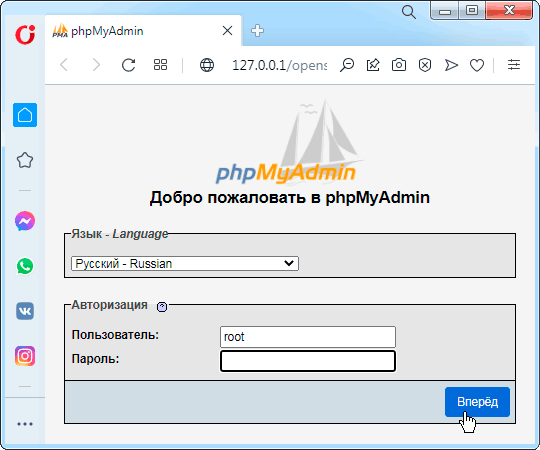 phpMyAdmin
127.0.0.1/opens
phpMyAdmin
Добро пожаловать в phpMyAdmin
Язык - Language
Русский - Russian
Авторизация
Пользователь: root
Пароль:
Вперёд